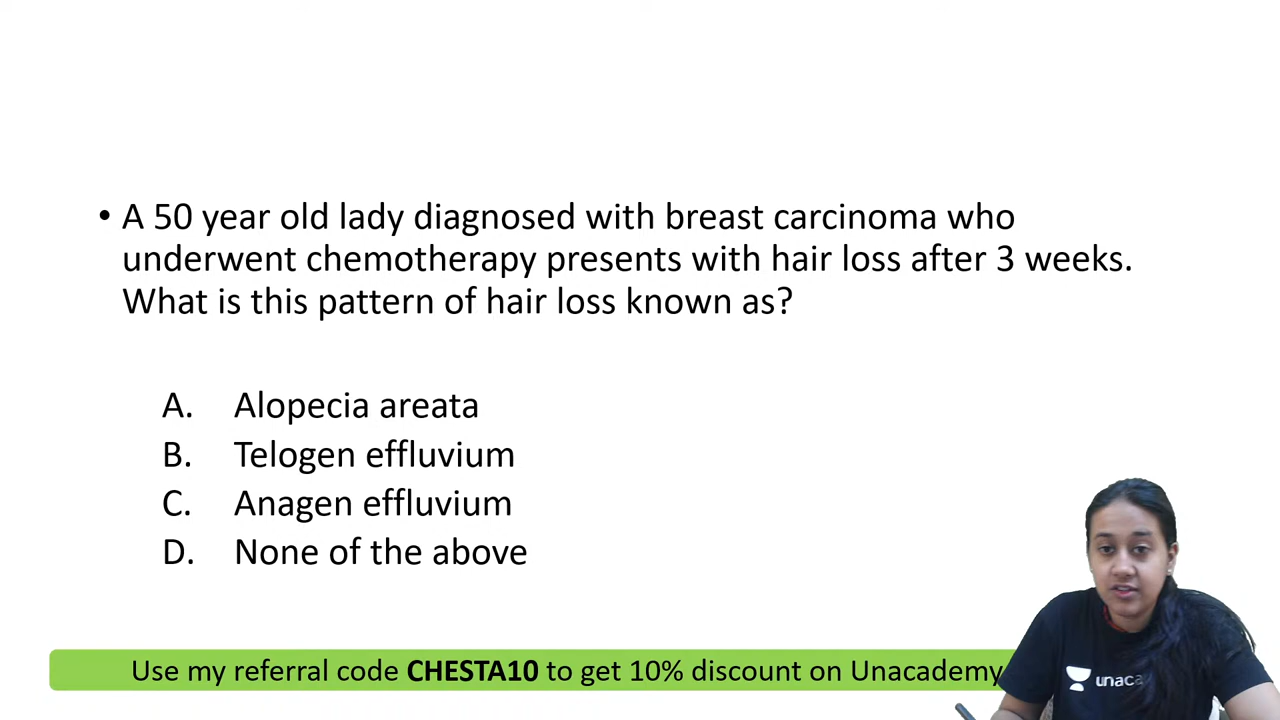 • A 50 year old lady diagnosed with breast carcinoma who
underwent chemotherapy presents with hair loss after 3 weeks.
What is this pattern of hair loss known as?
A. Alopecia areata
B. Telogen effluvium
C. Anagen effluvium
D. None of the above
Use my referral code CHESTA10 to get 10% discount on Unacademy
unaca